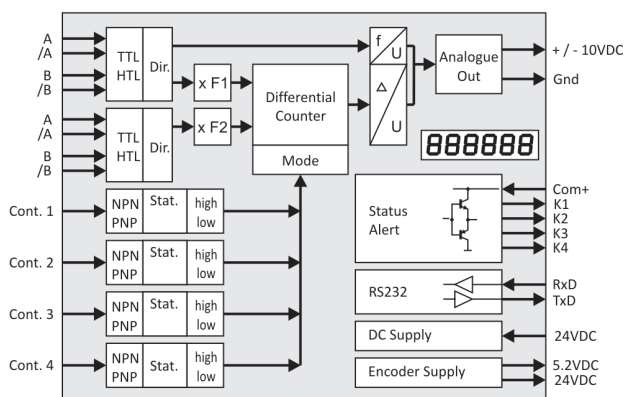 A
/A
B
/B
TTL
HTL
Dir.
x F1
A
/A
B
/B
TTL
HTL
Dir.
x F2
Differential
Counter
Mode
f
U
Δ
U
Analogue
Out
+ / - 10VDC
Gnd
888888
Cont. 1
NPN
PNP
Stat.
high
low
Cont. 2
NPN
PNP
Stat.
high
low
Cont. 3
NPN
PNP
Stat.
high
low
Cont. 4
NPN
PNP
Stat.
high
low
Status
Alert
Com+
K1
K2
K3
K4
RS232
RxD
TxD
DC Supply
24VDC
Encoder Supply
5.2VDC
24VDC